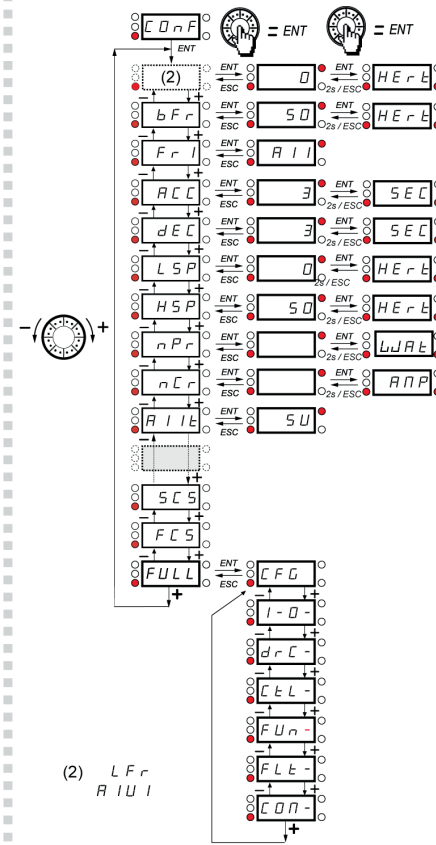 COnF = ENT = ENT
ENT
(2) ENT ESC 0 ENT 2s / ESC HErt
- +
bFr ENT ESC 50 ENT 2s / ESC HErt
- +
Fr1 ENT ESC AI1
- +
ACC ENT ESC 3 ENT 2s / ESC SEC
- +
dEC ENT ESC 3 ENT 2s / ESC SEC
- +
LSP ENT ESC 0 ENT 2s / ESC HErt
- +
HSP ENT ESC 50 ENT 2s / ESC HErt
- +
- +
nPr ENT ESC ENT 2s / ESC WAt
- +
nCr ENT ESC ENT 2s / ESC AMP
- +
AI1t ENT ESC 5U
-
+
SCS
- +
FCS
- +
FULL ENT ESC CFG
+
- +
I-O-
- +
drC-
- +
CtL-
- +
FUn-
- +
FLt-
- +
COM-
+
(2) LFr
AIU1